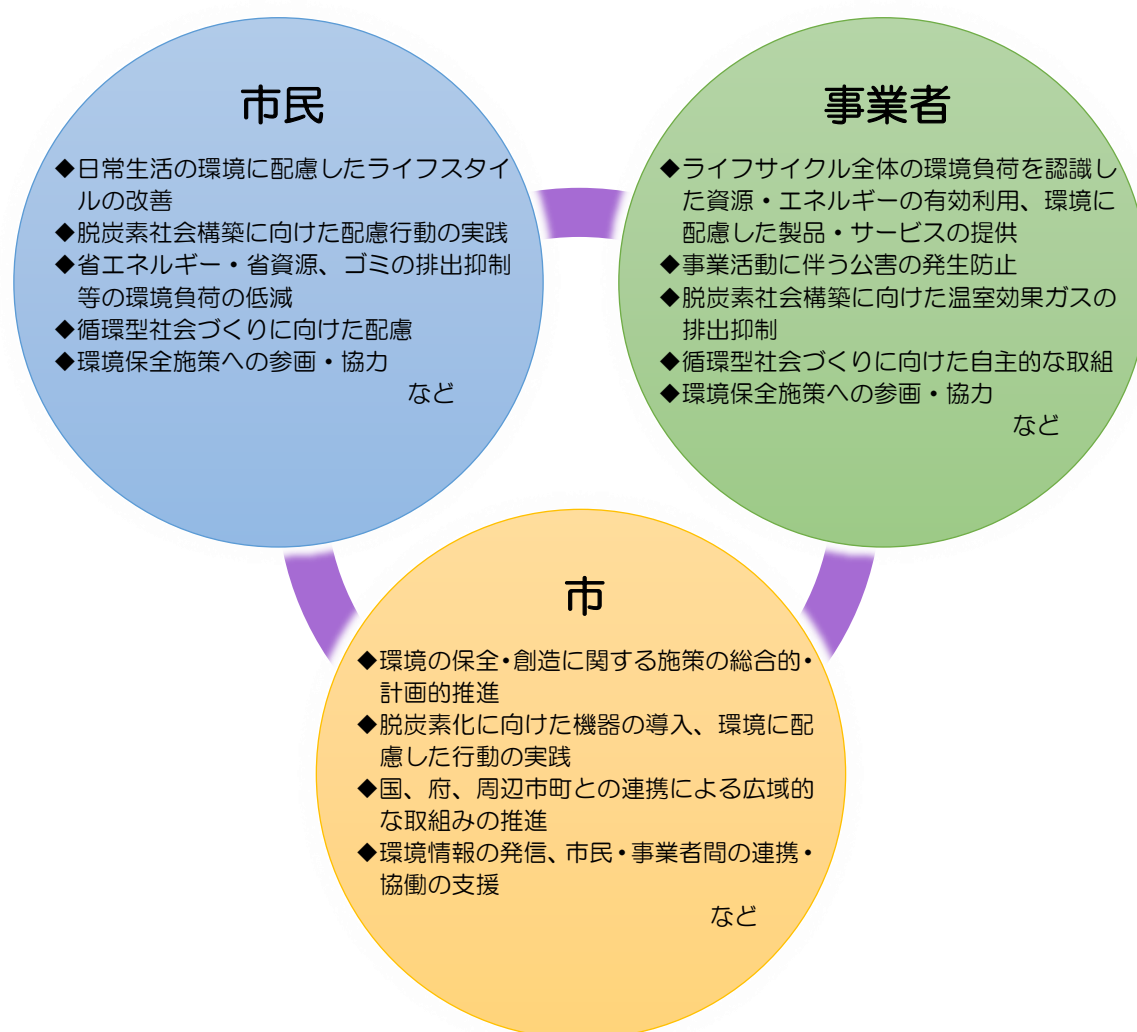 市民
◆日常生活の環境に配慮したライフスタイ
ルの改善
◆脱炭素社会構築に向けた配慮行動の実践
◆省エネルギー・省資源、ゴミの排出抑制
等の環境負荷の低減
◆循環型社会づくりに向けた配慮
◆環境保全施策への参画・協力
など
事業者
◆ライフサイクル全体の環境負荷を認識し
た資源・エネルギーの有効利用、環境に
配慮した製品・サービスの提供
◆事業活動に伴う公害の発生防止
◆脱炭素社会構築に向けた温室効果ガスの
排出抑制
◆循環型社会づくりに向けた自主的な取組
◆環境保全施策への参画・協力
など
市
◆環境の保全・創造に関する施策の総合的・
計画的推進
◆脱炭素化に向けた機器の導入、環境に配
慮した行動の実践
◆国、府、周辺市町との連携による広域的
な取組みの推進
◆環境情報の発信、市民・事業者間の連携・
協働の支援
など